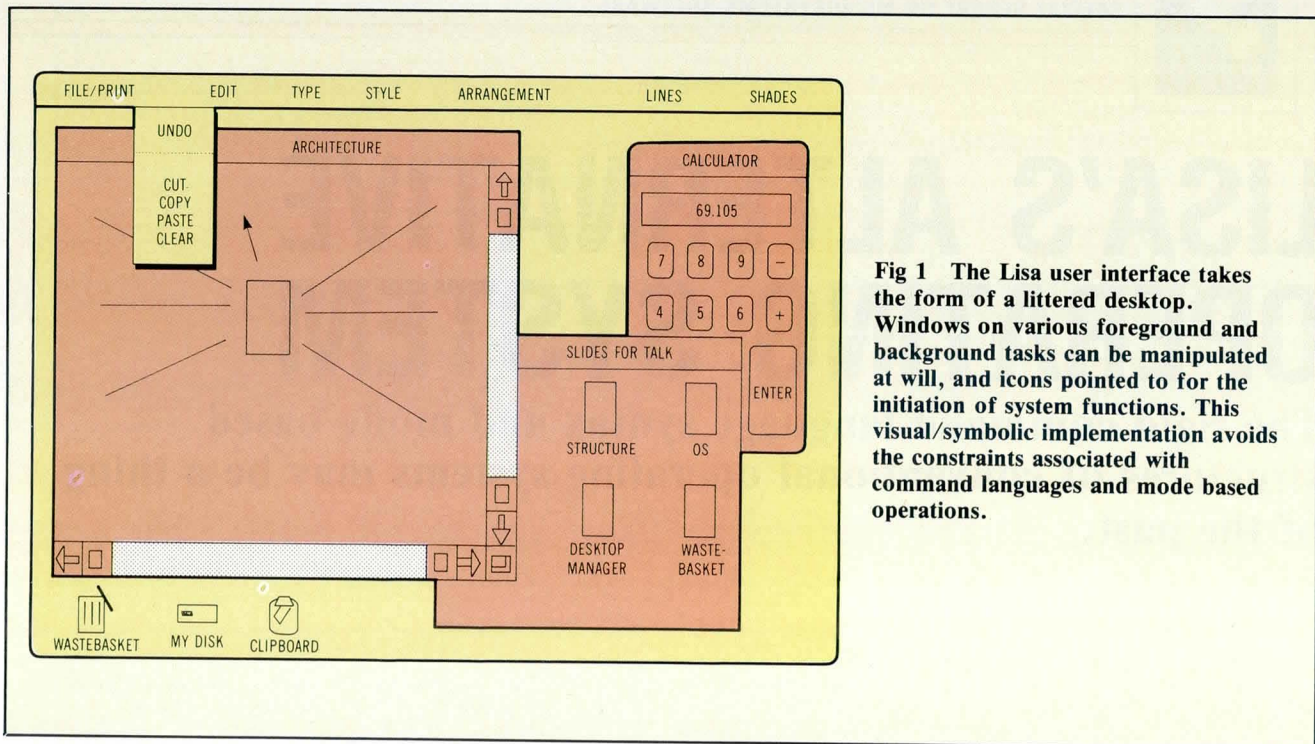 FILE/PRINT EDIT TYPE STYLE ARRANGEMENT LINES SHADES
UNDO
CUT
COPY
PASTE
CLEAR
ARCHITECTURE
CALCULATOR
69.105
7 8 9 –
4 5 6 +
ENTER
SLIDES FOR TALK
STRUCTURE OS
DESKTOP MANAGER
WASTE-
BASKET
WASTEBASKET MY DISK CLIPBOARD
Fig 1 The Lisa user interface takes
the form of a littered desktop.
Windows on various foreground and
background tasks can be manipulated
at will, and icons pointed to for the
initiation of system functions. This
visual/symbolic implementation avoids
the constraints associated with
command languages and mode based
operations.